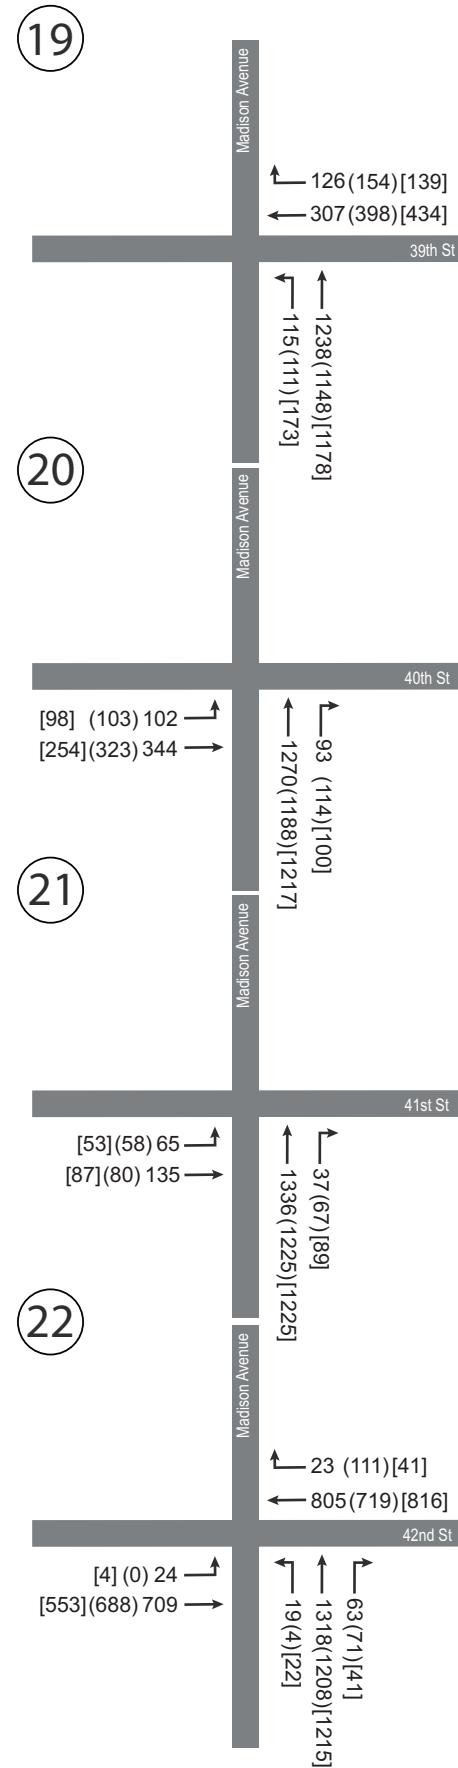 19
Madison Avenue
126 (154) [139]
307 (398) [434]
39th St
115 (111) [173]
1238 (1148) [1178]
20
Madison Avenue
40th St
[98] (103) 102
[254] (323) 344
1270 (1188) [1217]
93 (114) [100]
21
Madison Avenue
41st St
[53] (58) 65
[87] (80) 135
1336 (1225) [1225]
37 (67) [89]
22
Madison Avenue
23 (111) [41]
805 (719) [816]
42nd St
[4] (0) 24
[553] (688) 709
19 (4) [22]
1318 (1208) [1215]
63 (71) [41]